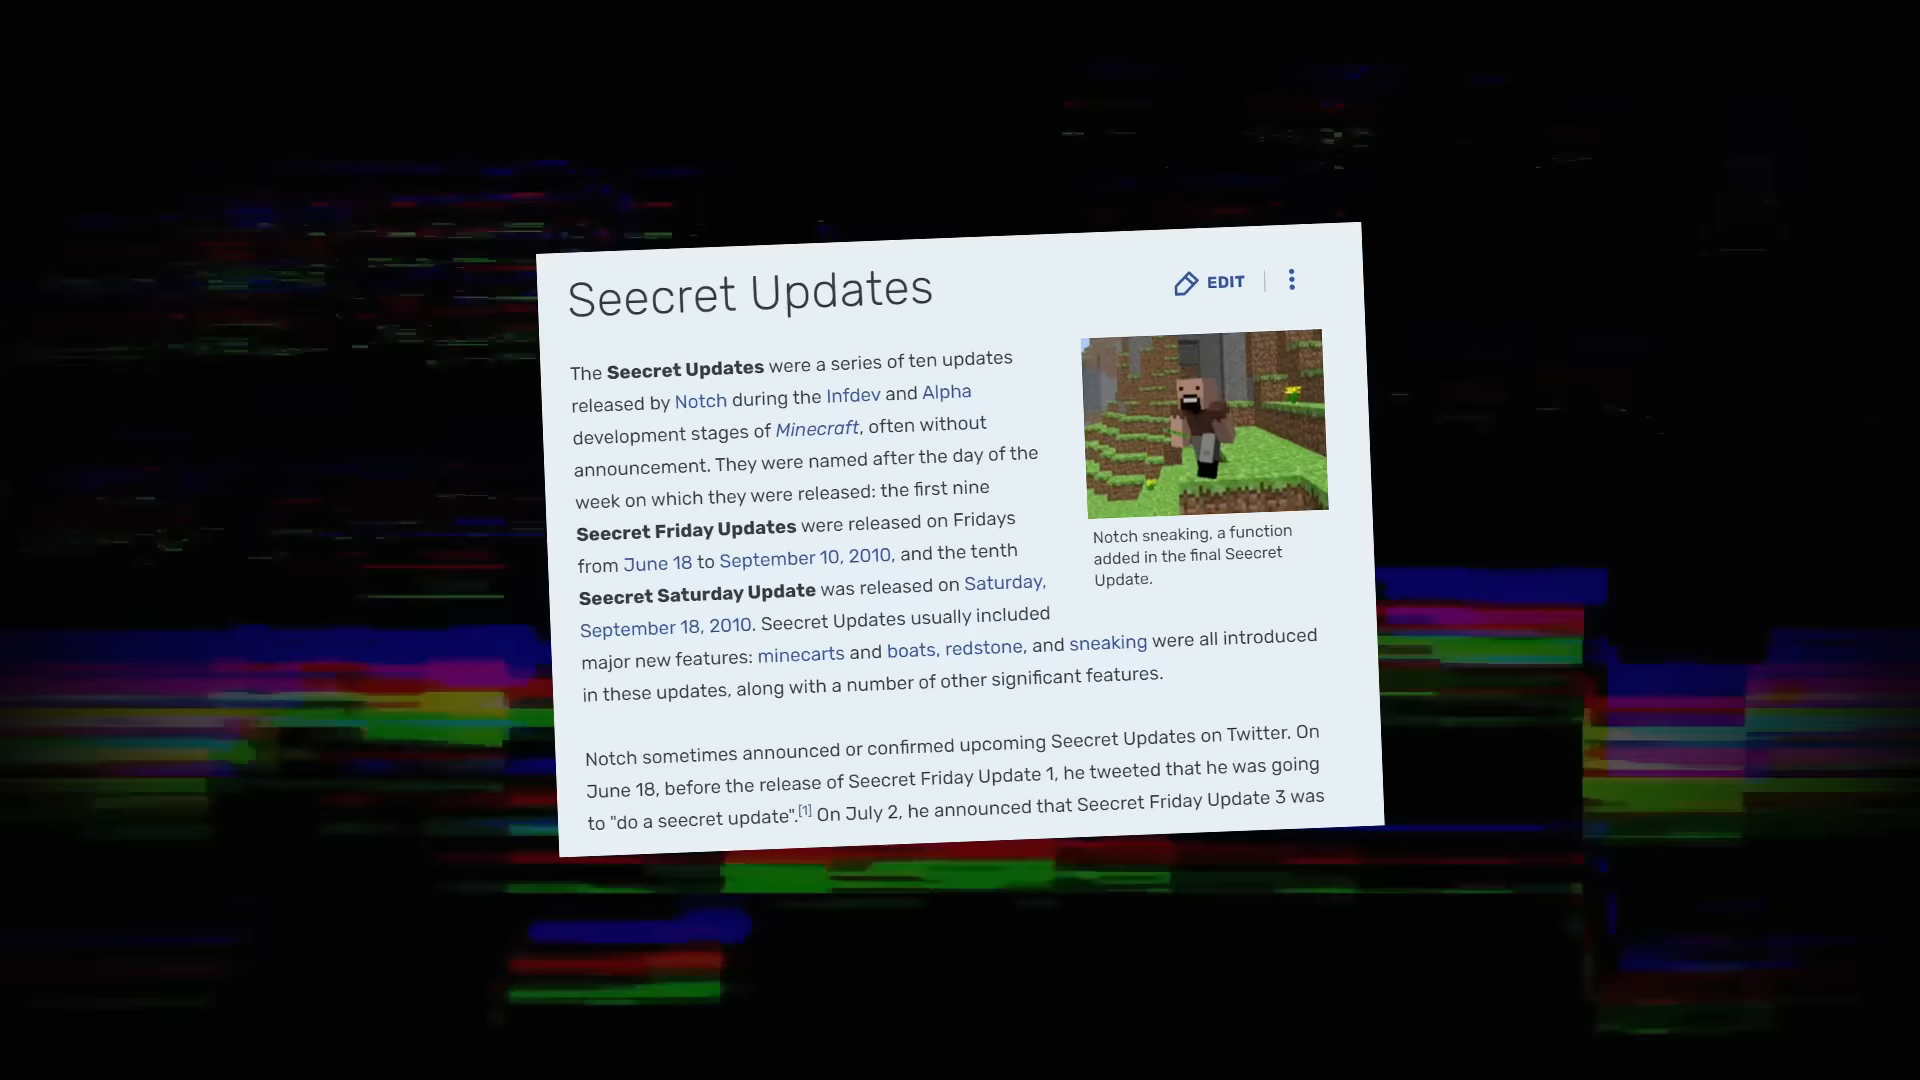 Seecret Updates
EDIT
The Seecret Updates were a series of ten updates
released by Notch during the Infdev and Alpha
development stages of Minecraft, often without
announcement. They were named after the day of the
week on which they were released: the first nine
Seecret Friday Updates were released on Fridays
from June 18 to September 10, 2010, and the tenth
Seecret Saturday Update was released on Saturday,
September 18, 2010. Seecret Updates usually included
major new features: minecarts and boats, redstone, and sneaking were all introduced
in these updates, along with a number of other significant features.
Notch sneaking, a function
added in the final Seecret
Update.
Notch sometimes announced or confirmed upcoming Seecret Updates on Twitter. On
June 18, before the release of Seecret Friday Update 1, he tweeted that he was going
to "do a seecret update".[1] On July 2, he announced that Seecret Friday Update 3 was